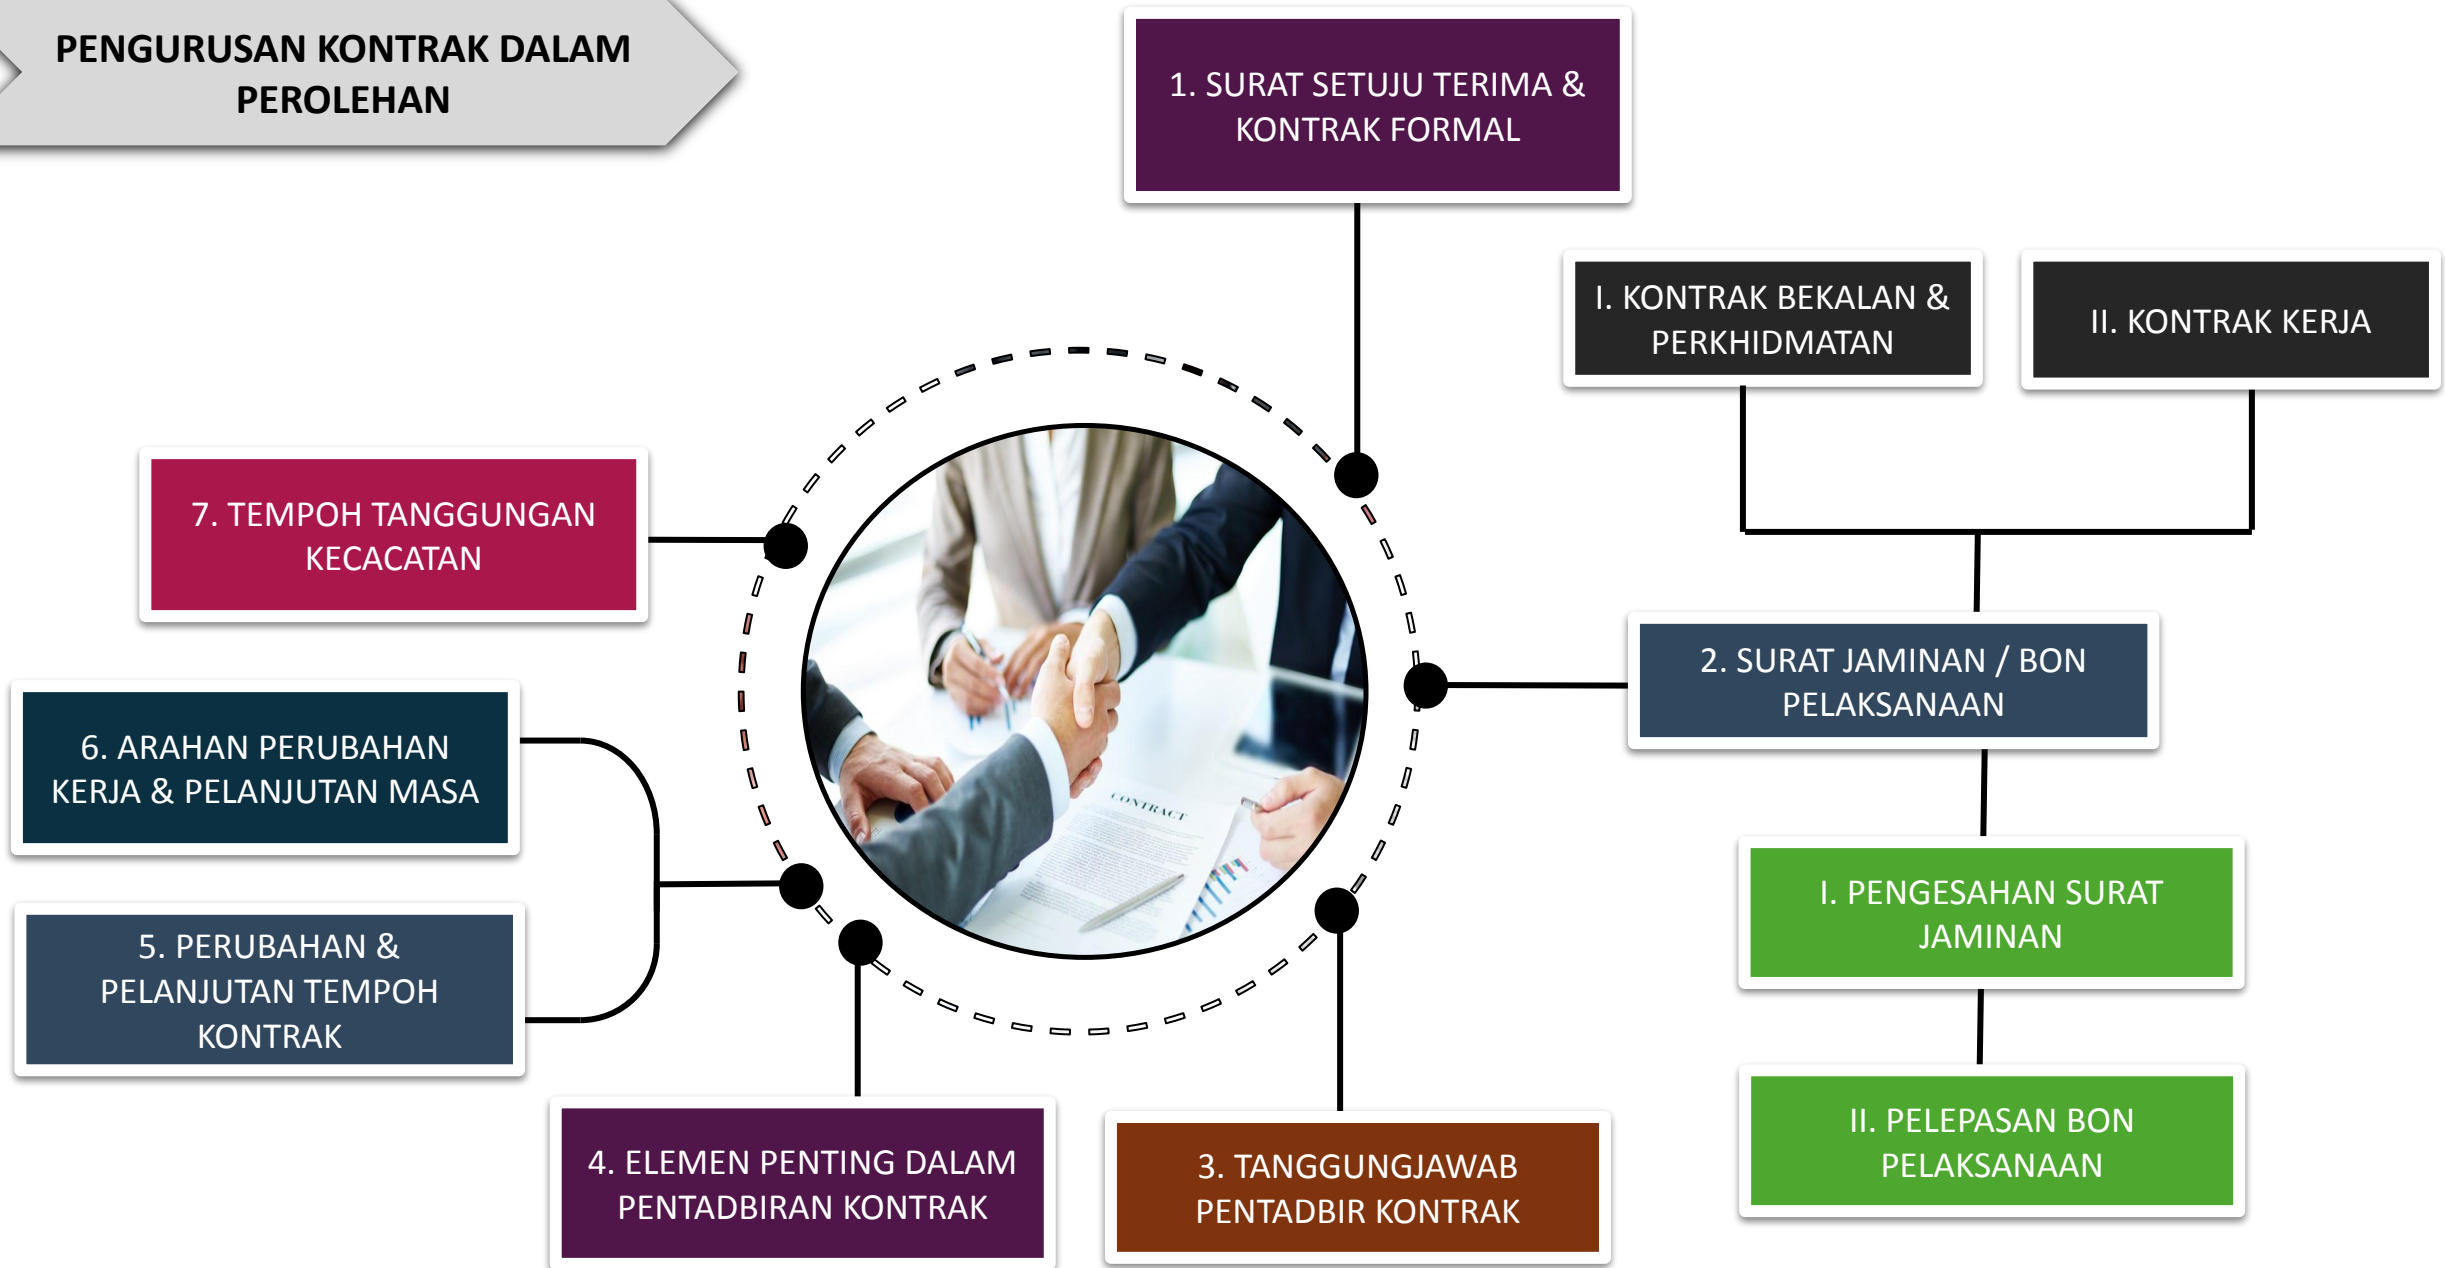 PENGURUSAN KONTRAK DALAM
PEROLEHAN
1. SURAT SETUJU TERIMA &
KONTRAK FORMAL
I. KONTRAK BEKALAN &
PERKHIDMATAN
II. KONTRAK KERJA
2. SURAT JAMINAN / BON
PELAKSANAAN
I. PENGESAHAN SURAT
JAMINAN
II. PELEPASAN BON
PELAKSANAAN
3. TANGGUNGJAWAB
PENTADBIR KONTRAK
4. ELEMEN PENTING DALAM
PENTADBIRAN KONTRAK
5. PERUBAHAN &
PELANJUTAN TEMPOH
KONTRAK
6. ARAHAN PERUBAHAN
KERJA & PELANJUTAN MASA
7. TEMPOH TANGGUNGAN
KECACATAN
CONTRACT